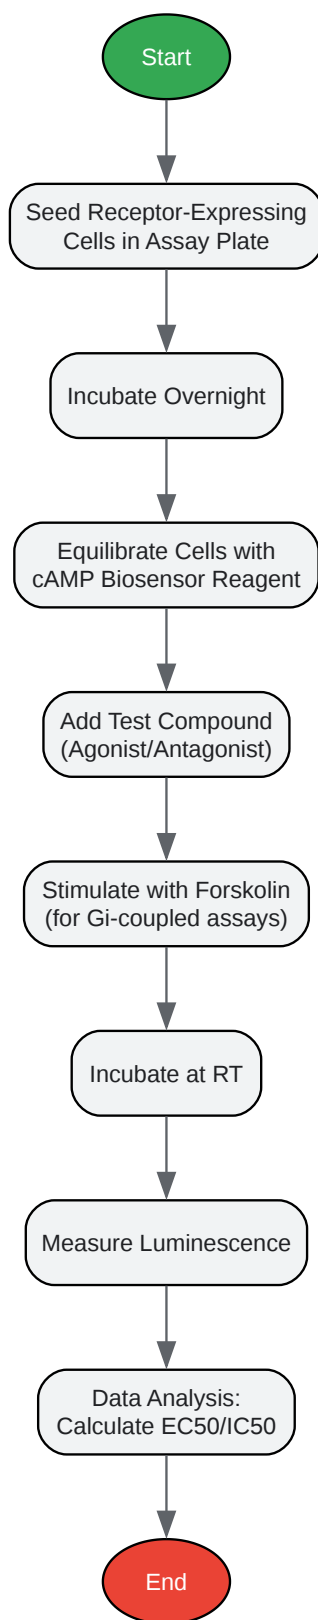 Start
Seed Receptor-Expressing
Cells in Assay Plate
Incubate Overnight
Equilibrate Cells with
cAMP Biosensor Reagent
Add Test Compound
(Agonist/Antagonist)
Stimulate with Forskolin
(for Gi-coupled assays)
Incubate at RT
Measure Luminescence
Data Analysis:
Calculate EC50/IC50
End